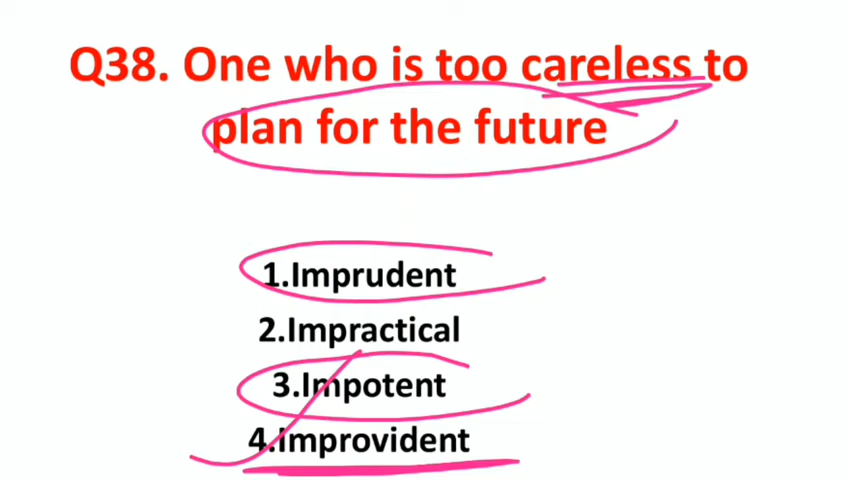 Q38. One who is too careless to
plan for the future
1.Imprudent
2.Impractical
3.Impotent
4.Improvident